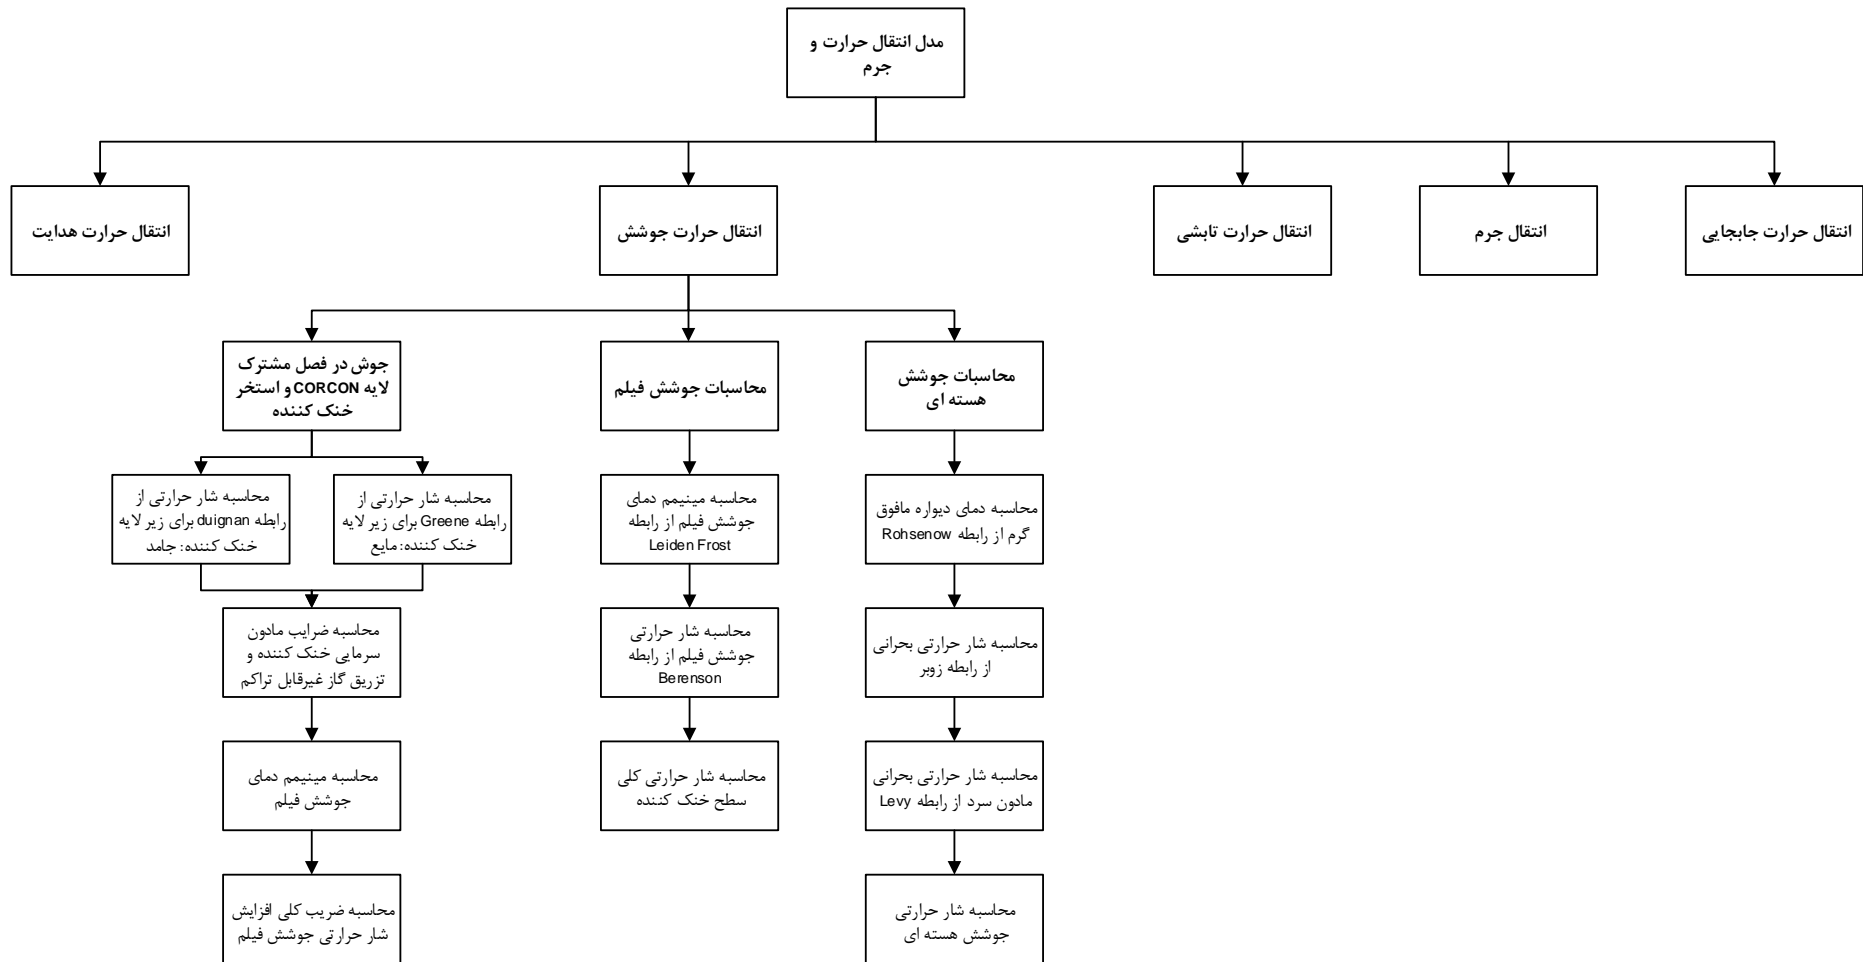 مدل انتقال حرارت و
جرم
انتقال حرارت هدایت
انتقال حرارت جوشش
انتقال حرارت تابشی
انتقال جرم
انتقال حرارت جابجایی
جوش در فصل مشترک
لایه CORCON و استخر
خنک کننده
محاسبات جوشش فیلم
محاسبات جوشش
هسته ای
محاسبه شار حرارتی از
رابطه duignan برای زیر لایه
خنک کننده: جامد
محاسبه شار حرارتی از
رابطه Greene برای زیر لایه
خنک کننده: مایع
محاسبه مینیمم دمای
جوشش فیلم از رابطه
Leiden Frost
محاسبه دمای دیواره مافوق
گرم از رابطه Rohsenow
محاسبه ضرایب مادون
سرمایی خنک کننده و
تزریق گاز غیرقابل تراکم
محاسبه شار حرارتی
جوشش فیلم از رابطه
Berenson
محاسبه شار حرارتی بحرانی
از رابطه زوبر
محاسبه مینیمم دمای
جوشش فیلم
محاسبه شار حرارتی کلی
سطح خنک کننده
محاسبه شار حرارتی بحرانی
مادون سرد از رابطه Levy
محاسبه ضریب کلی افزایش
شار حرارتی جوشش فیلم
محاسبه شار حرارتی
جوشش هسته ای